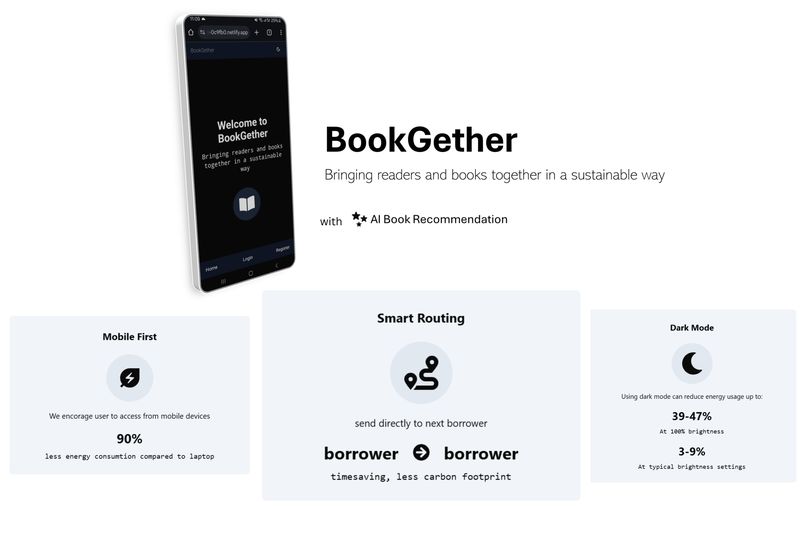 11:09
0c9fb0.netlify.app
BookGether
Welcome to
BookGether
Bringing readers and books
together in a sustainable
way
Home
Login
Register
BookGether
Bringing readers and books together in a sustainable way
with AI Book Recommendation
Mobile First
We encorage user to access from mobile devices
90%
less energy consumtion compared to laptop
Smart Routing
send directly to next borrower
borrower borrower
timesaving, less carbon footprint
Dark Mode
Using dark mode can reduce energy usage up to:
39-47%
At 100% brightness
3-9%
At typical brightness settings